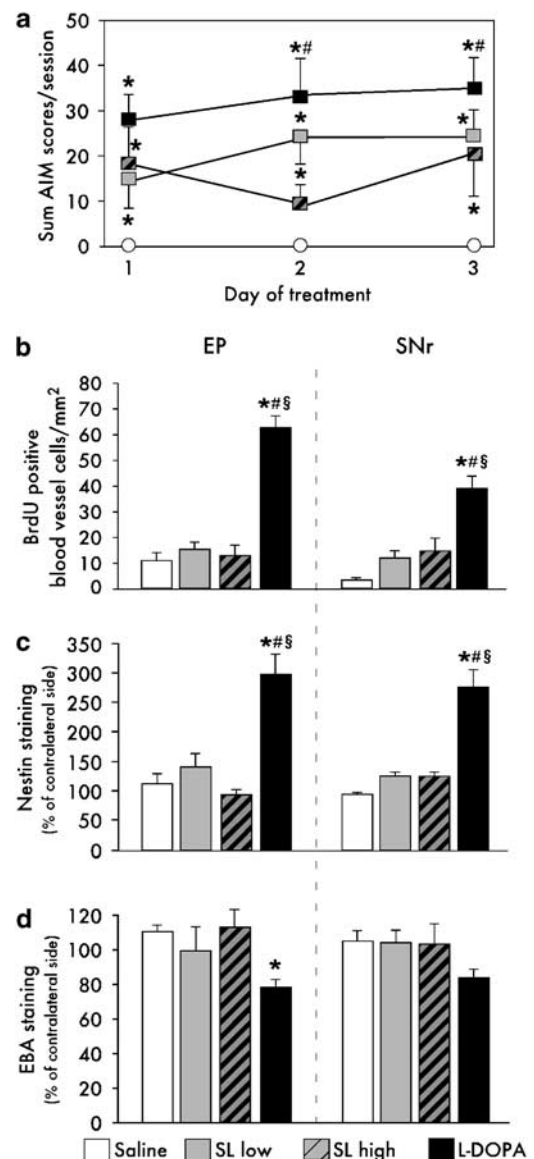 a
Sum AIM scores/session
50
40
30
20
10
0
*
*
*
*#
*
*
*#
*
*
1 2 3
Day of treatment
b
EP SNr
BrdU positive
blood vessel cells/mm²
80
70
60
50
40
30
20
10
0
*#§
*#§
c
Nestin staining
(% of contralateral side)
350
300
150
100
50
0
*#§
*#§
d
EBA staining
(% of contralateral side)
120
100
80
60
40
20
0
*
Saline SL low SL high L-DOPA